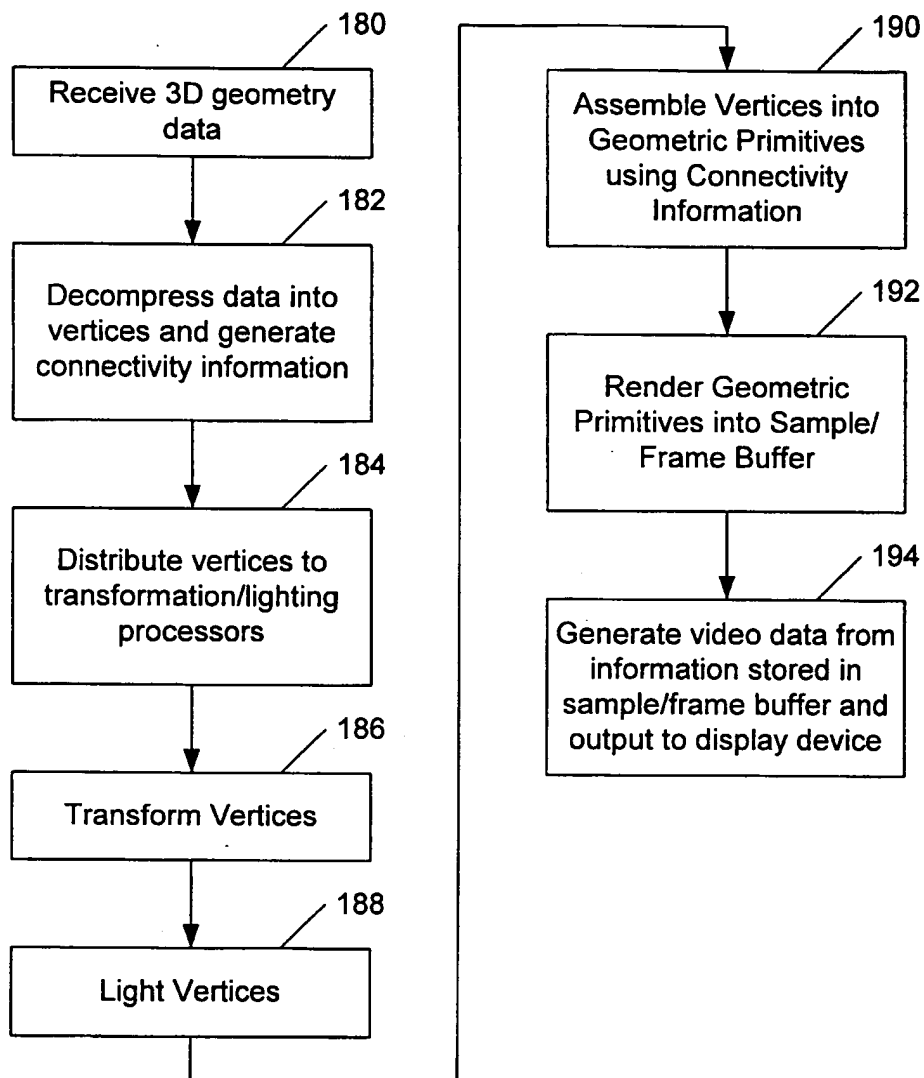 180
Receive 3D geometry
data
182
Decompress data into
vertices and generate
connectivity information
184
Distribute vertices to
transformation/lighting
processors
186
Transform Vertices
188
Light Vertices
190
Assemble Vertices into
Geometric Primitives
using Connectivity
Information
192
Render Geometric
Primitives into Sample/
Frame Buffer
194
Generate video data from
information stored in
sample/frame buffer and
output to display device